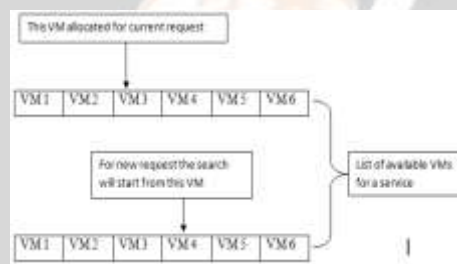 This VM allocated for current request
VM1 VM2 VM3 VM4 VM5 VM6
For new request the search
will start from this VM
List of available VMs
for a service
VM1 VM2 VM3 VM4 VM5 VM6